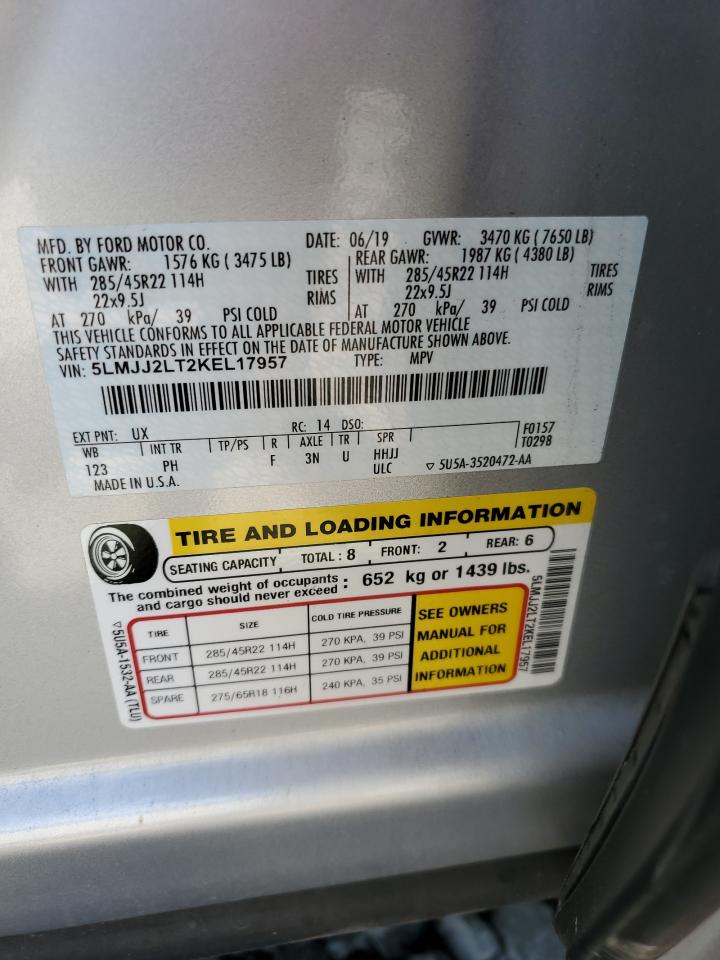 MFD. BY FORD MOTOR CO. DATE: 06/19 GVWR: 3470 KG ( 7650 LB)
FRONT GAWR: 1576 KG ( 3475 LB) REAR GAWR: 1987 KG ( 4380 LB)
WITH 285/45R22 114H TIRES WITH 285/45R22 114H TIRES
22x9.5J RIMS 22x9.5J RIMS
AT 270 kPa/ 39 PSI COLD AT 270 kPa/ 39 PSI COLD
THIS VEHICLE CONFORMS TO ALL APPLICABLE FEDERAL MOTOR VEHICLE
SAFETY STANDARDS IN EFFECT ON THE DATE OF MANUFACTURE SHOWN ABOVE.
VIN: 5LMJJ2LT2KEL17957 TYPE: MPV
EXT PNT: UX RC: 14 DSO: F0157
WB INT TR TP/PS R AXLE TR SPR T0298
123 PH F 3N U HHJJ
ULC
MADE IN U.S.A. ▽ 5U5A-3520472-AA
TIRE AND LOADING INFORMATION
SEATING CAPACITY TOTAL : 8 FRONT: 2 REAR: 6
The combined weight of occupants and cargo should never exceed : 652 kg or 1439 lbs.
TIRE SIZE COLD TIRE PRESSURE
FRONT 285/45R22 114H 270 KPA, 39 PSI
REAR 285/45R22 114H 270 KPA, 39 PSI
SPARE 275/65R18 116H 240 KPA, 35 PSI
SEE OWNERS
MANUAL FOR
ADDITIONAL
INFORMATION
▽5U5A-1532-AA (TLU)
5LMJJ2LT2KEL17957